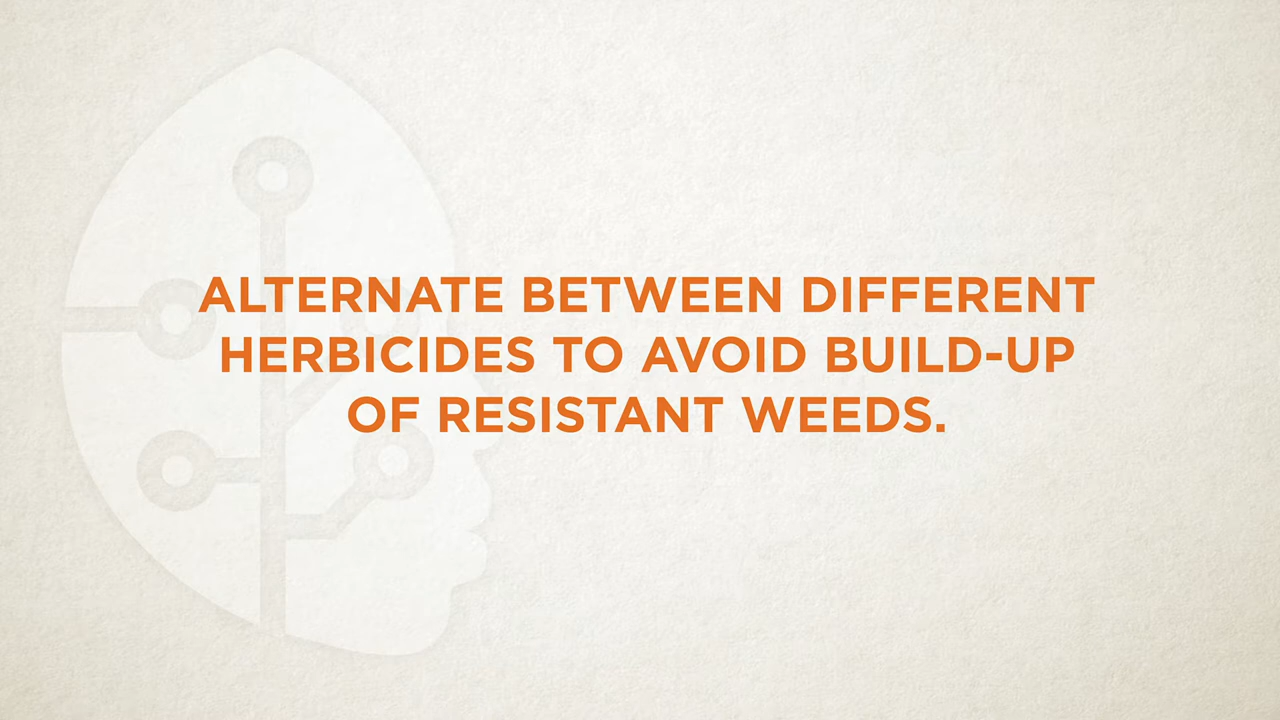 ALTERNATE BETWEEN DIFFERENT
HERBICIDES TO AVOID BUILD-UP
OF RESISTANT WEEDS.